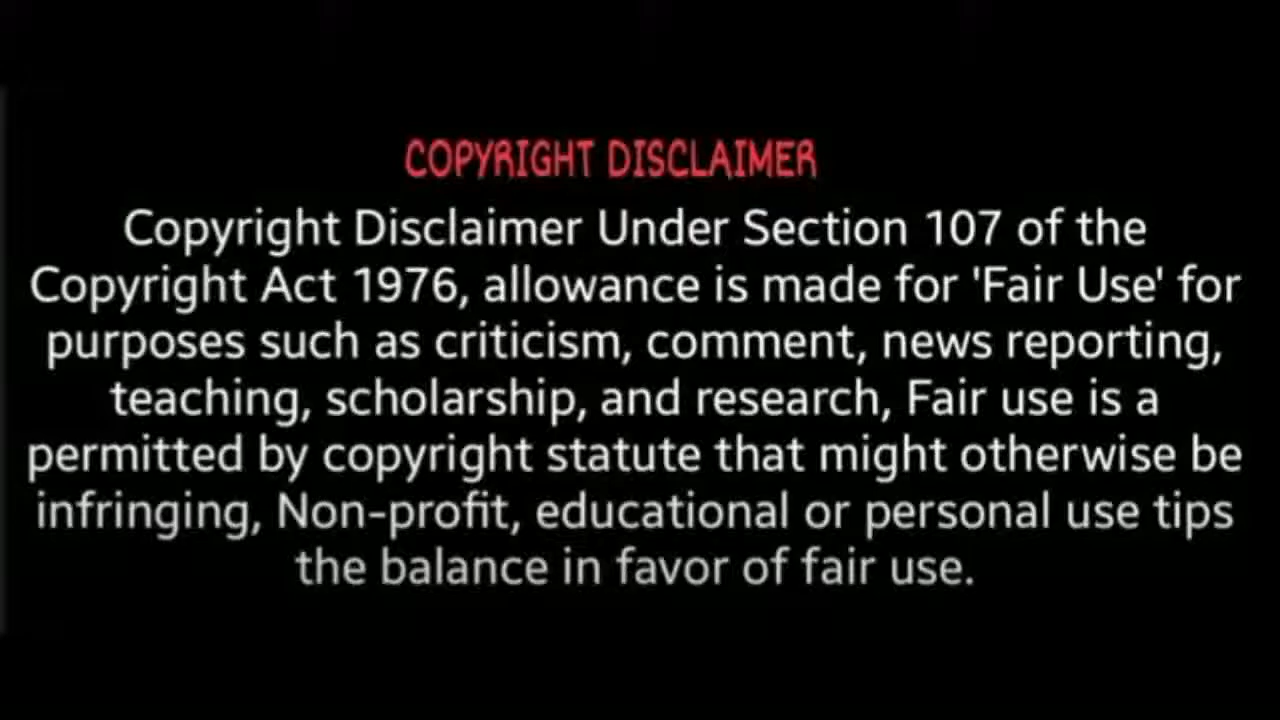 COPYRIGHT DISCLAIMER
Copyright Disclaimer Under Section 107 of the
Copyright Act 1976, allowance is made for 'Fair Use' for
purposes such as criticism, comment, news reporting,
teaching, scholarship, and research, Fair use is a
permitted by copyright statute that might otherwise be
infringing, Non-profit, educational or personal use tips
the balance in favor of fair use.